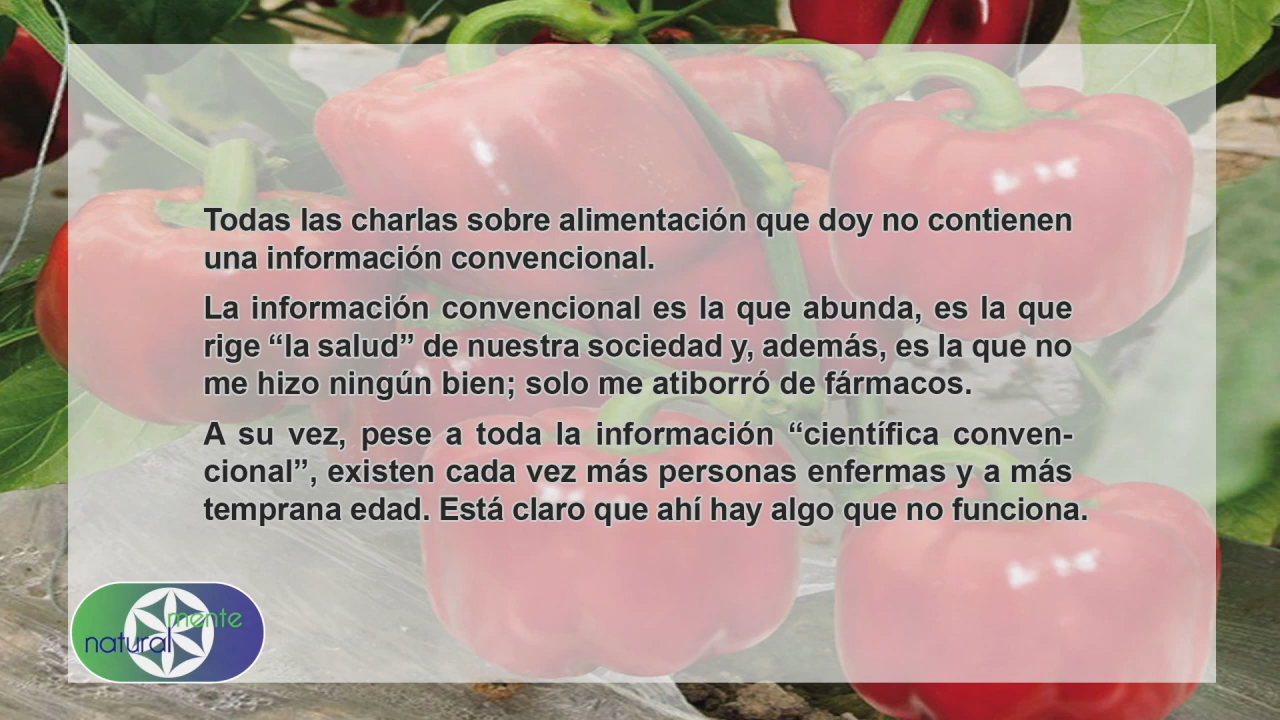 Todas las charlas sobre alimentación que doy no contienen
una información convencional.
La información convencional es la que abunda, es la que
rige “la salud” de nuestra sociedad y, además, es la que no
me hizo ningún bien; solo me atiborró de fármacos.
A su vez, pese a toda la información “científica conven-
cional”, existen cada vez más personas enfermas y a más
temprana edad. Está claro que ahí hay algo que no funciona.
mente
natural